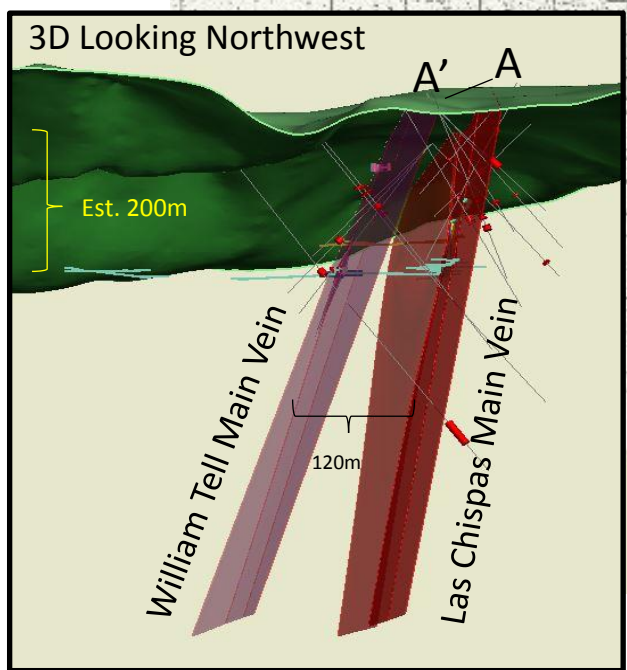 3D Looking Northwest
A' A
Est. 200m
William Tell Main Vein
120m
Las Chispas Main Vein